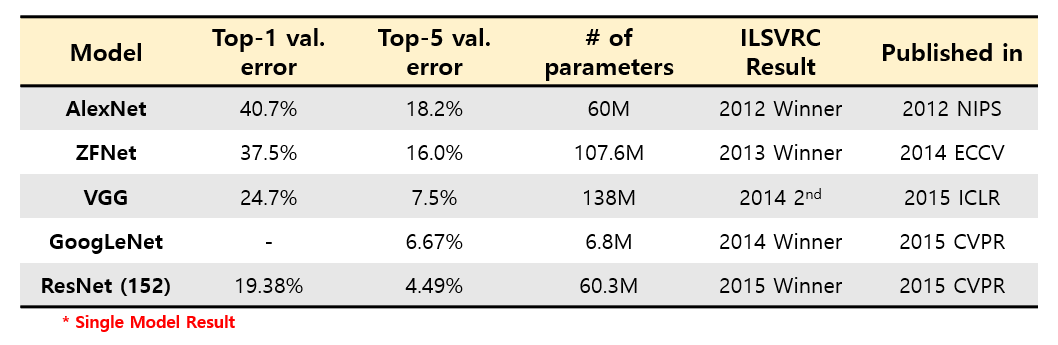 Model Top-1 val. error Top-5 val. error # of parameters ILSVRC Result Published in
AlexNet 40.7% 18.2% 60M 2012 Winner 2012 NIPS
ZFNet 37.5% 16.0% 107.6M 2013 Winner 2014 ECCV
VGG 24.7% 7.5% 138M 2014 2nd 2015 ICLR
GoogLeNet - 6.67% 6.8M 2014 Winner 2015 CVPR
ResNet (152) 19.38% 4.49% 60.3M 2015 Winner 2015 CVPR
* Single Model Result